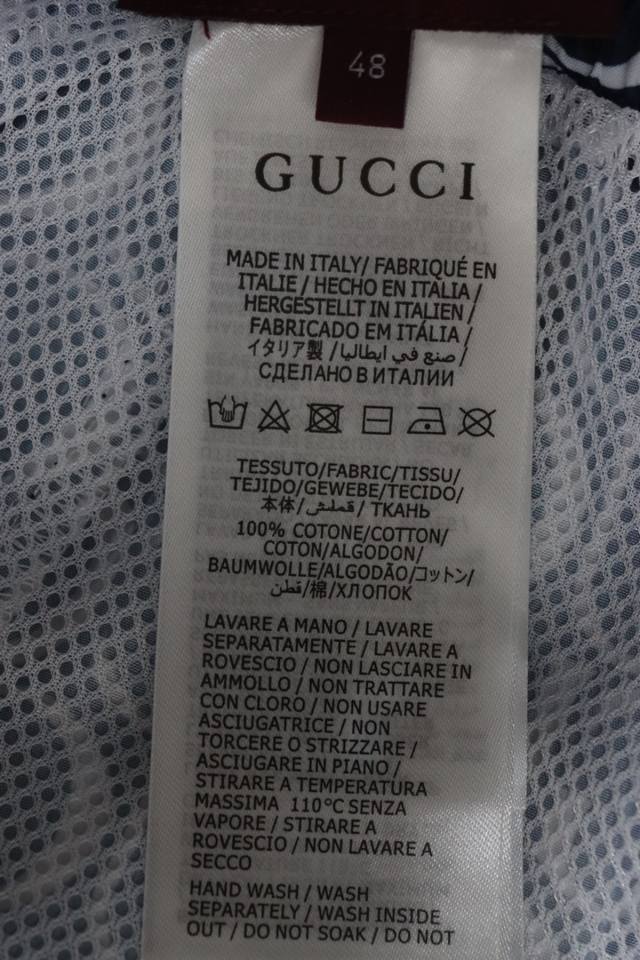 48
GUCCI
MADE IN ITALY/ FABRIQUÉ EN
ITALIE / HECHO EN ITALIA /
HERGESTELLT IN ITALIEN /
FABRICADO EM ITÁLIA /
イタリア製 /صنع في ايطاليا /
СДЕЛАНО В ИТАЛИИ
TESSUTO/FABRIC/TISSU/
TEJIDO/GEWEBE/TECIDO/
本体/قملش/ ТКАНЬ
100% COTONE/COTTON/
COTON/ALGODON/
BAUMWOLLE/ALGODÃO/コットン/
قطن/棉/ХЛОПОК
LAVARE A MANO / LAVARE
SEPARATAMENTE / LAVARE A
ROVESCIO / NON LASCIARE IN
AMMOLLO / NON TRATTARE
CON CLORO / NON USARE
ASCIUGATRICE / NON
TORCERE O STRIZZARE /
ASCIUGARE IN PIANO /
STIRARE A TEMPERATURA
MASSIMA 110°C SENZA
VAPORE / STIRARE A
ROVESCIO / NON LAVARE A
SECCO
HAND WASH / WASH
SEPARATELY / WASH INSIDE
OUT / DO NOT SOAK / DO NOT